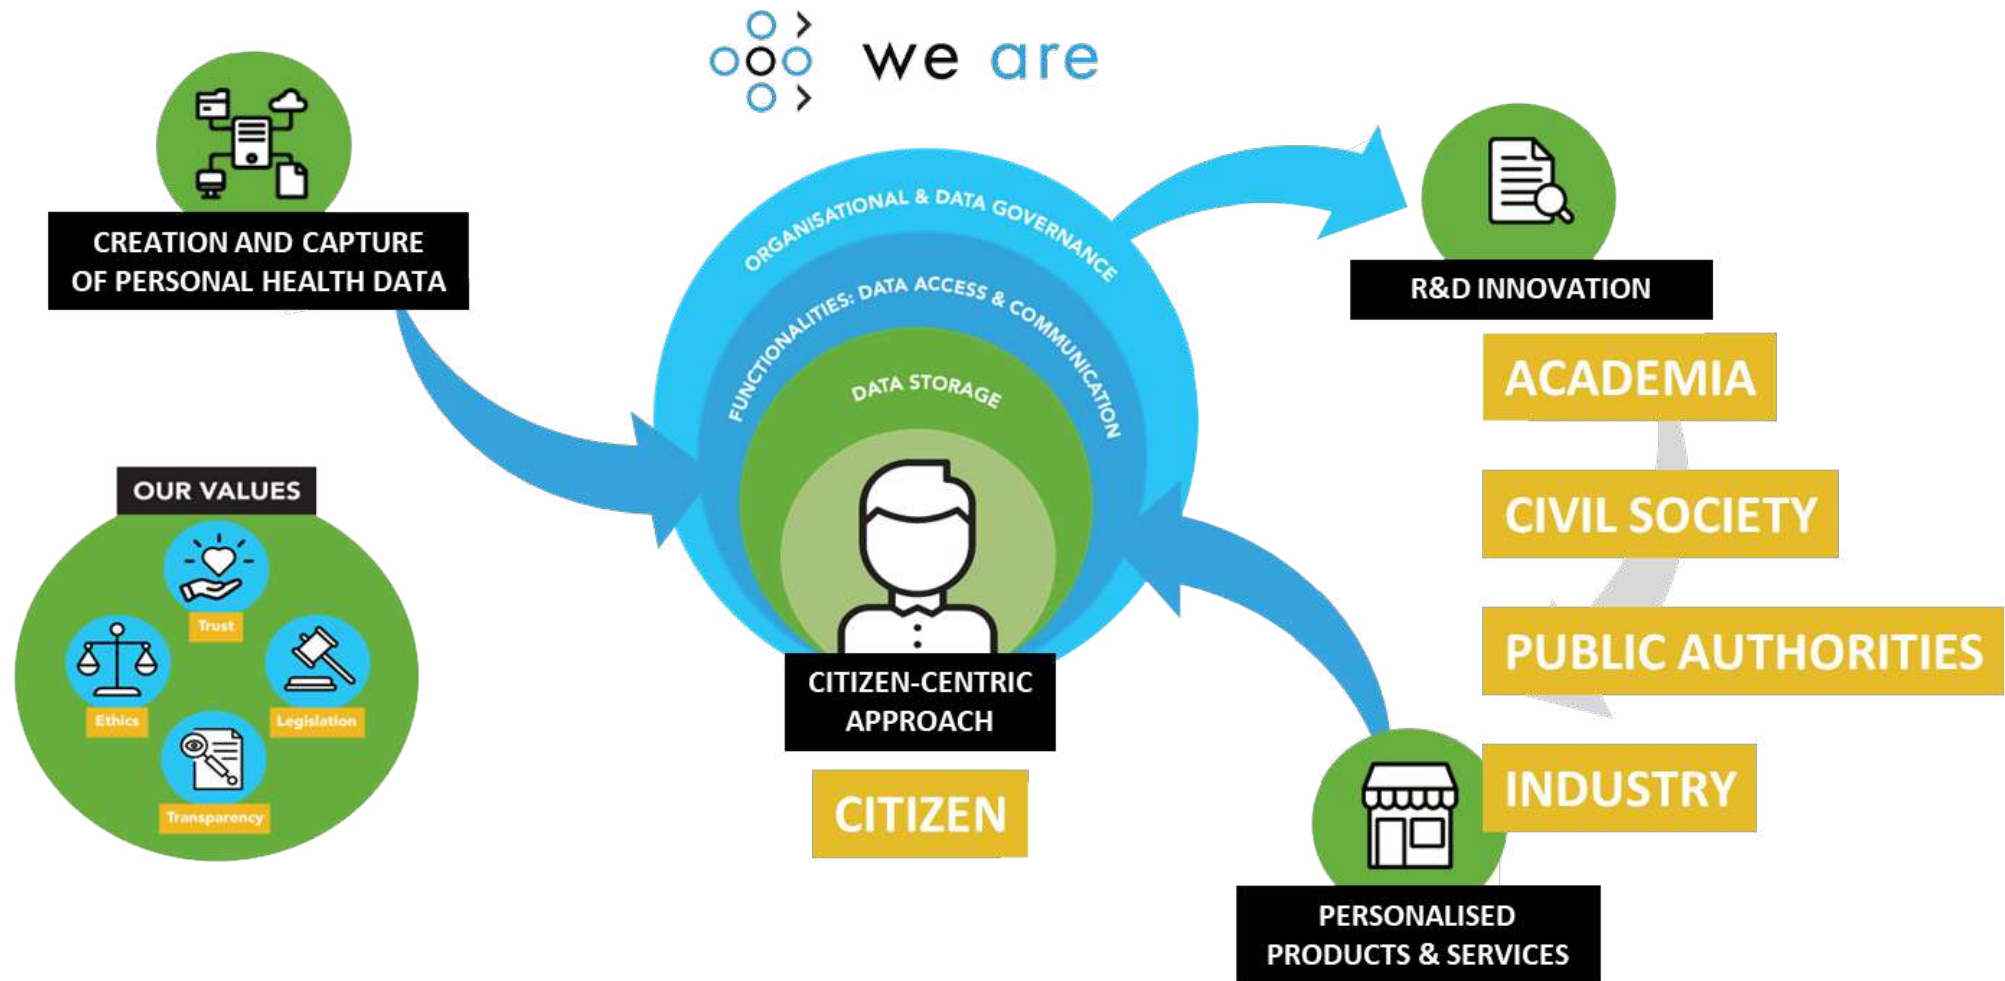 we are
CREATION AND CAPTURE
OF PERSONAL HEALTH DATA
ORGANISATIONAL & DATA GOVERNANCE
FUNCTIONALITIES: DATA ACCESS & COMMUNICATION
DATA STORAGE
CITIZEN-CENTRIC
APPROACH
CITIZEN
R&D INNOVATION
ACADEMIA
CIVIL SOCIETY
PUBLIC AUTHORITIES
INDUSTRY
PERSONALISED
PRODUCTS & SERVICES
OUR VALUES
Trust
Ethics
Legislation
Transparency